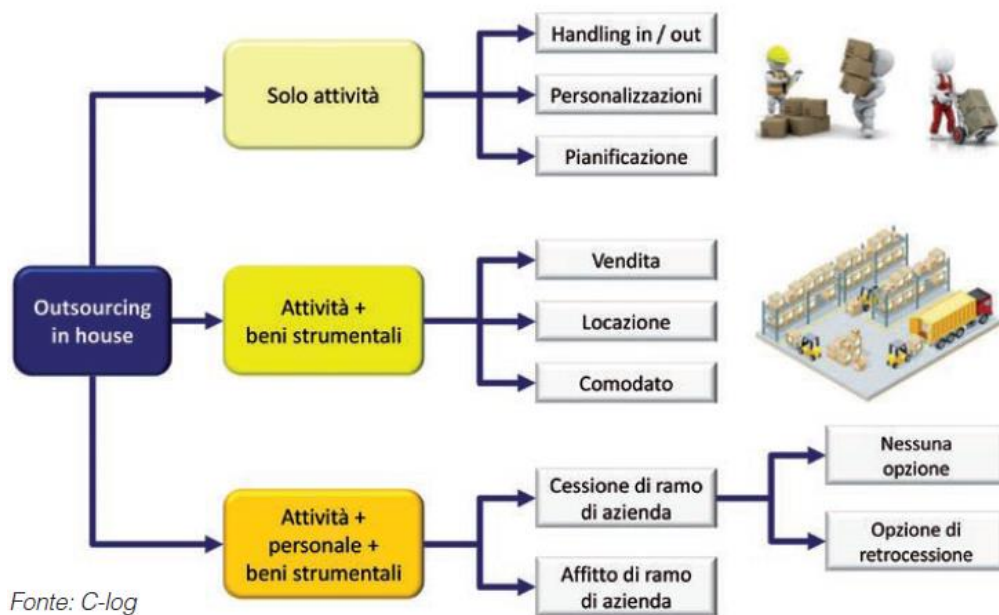 Outsourcing
in house
Solo attività
Handling in / out
Personalizzazioni
Pianificazione
Attività +
beni strumentali
Vendita
Locazione
Comodato
Attività +
personale +
beni strumentali
Cessione di ramo
di azienda
Nessuna
opzione
Opzione di
retrocessione
Affitto di ramo
di azienda
Fonte: C-log